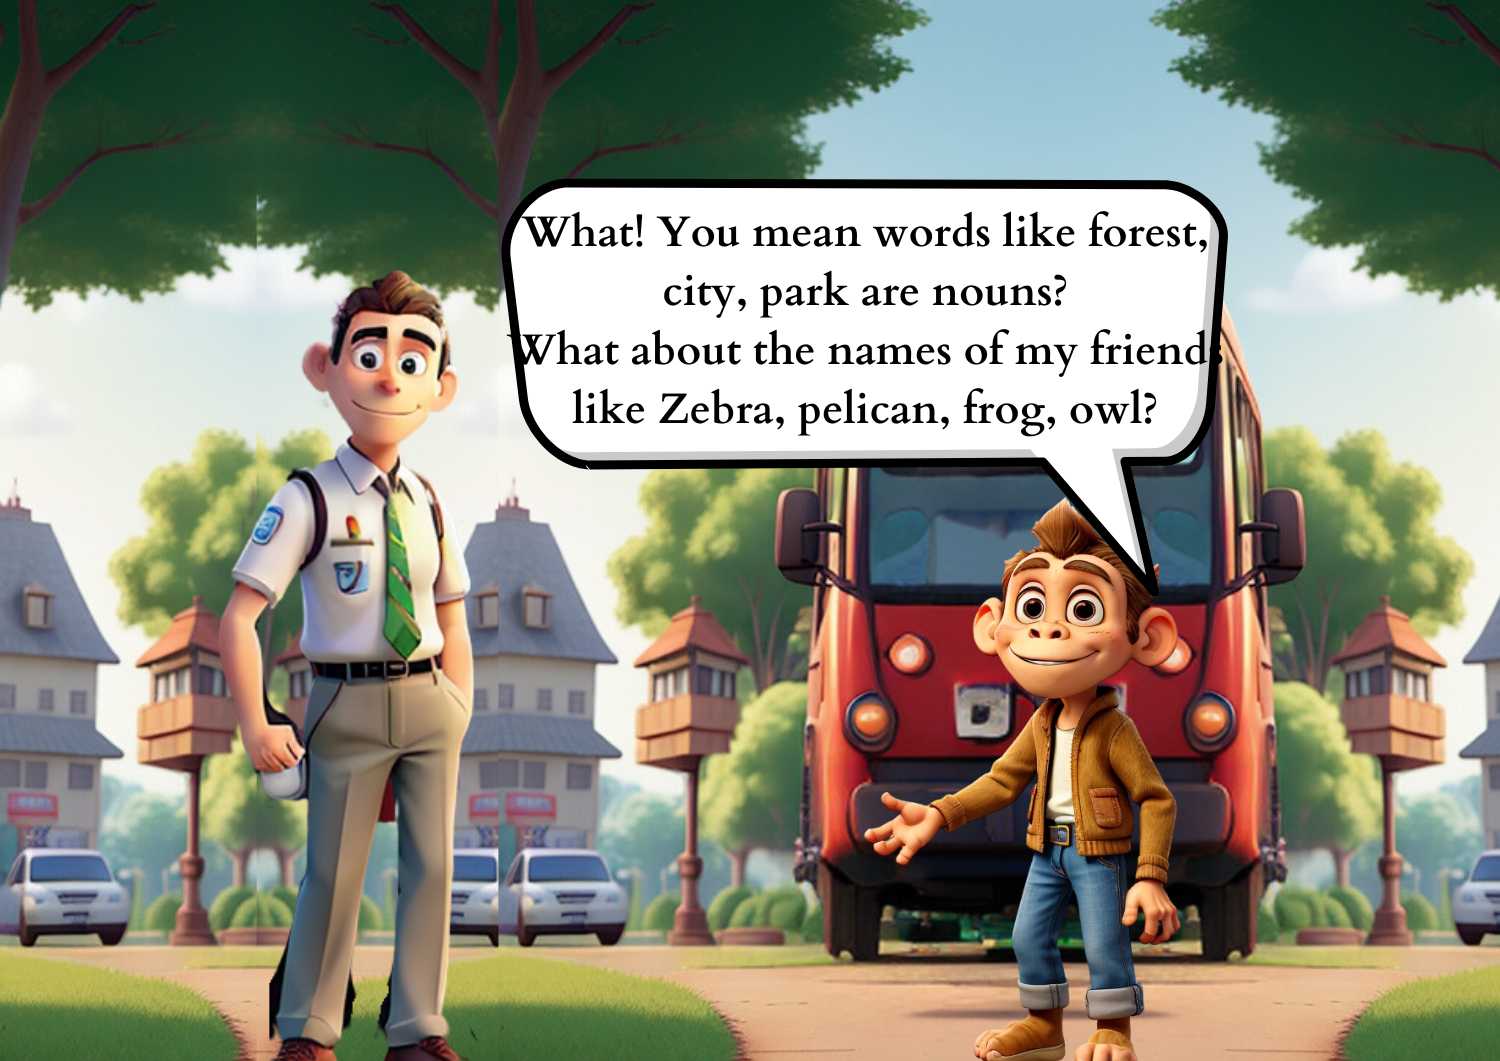 What! You mean words like forest,
city, park are nouns?
What about the names of my friends
like Zebra, pelican, frog, owl?